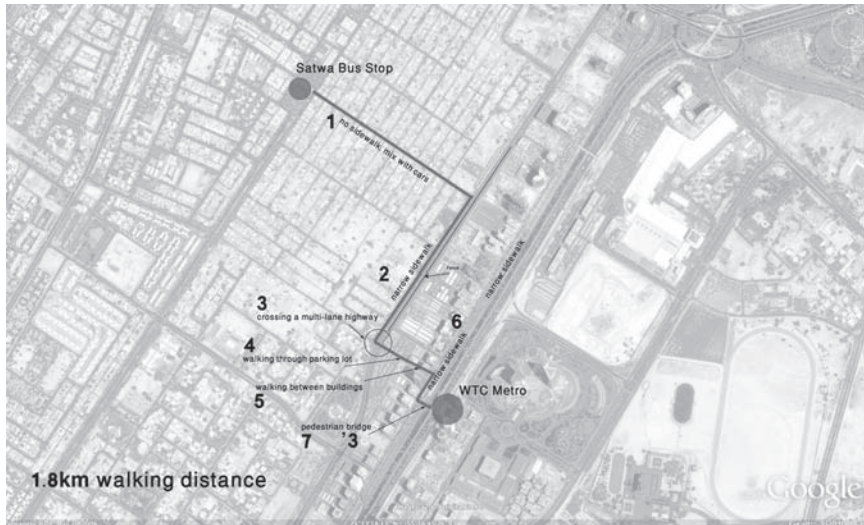 Satwa Bus Stop
1
no sidewalk, mix with cars
2
narrow sidewalk
narrow sidewalk
3
crossing a multi-lane highway
6
narrow sidewalk
4
walking through parking lot
walking between buildings
5
WTC Metro
pedestrian bridge
7 '3
1.8km walking distance
Google